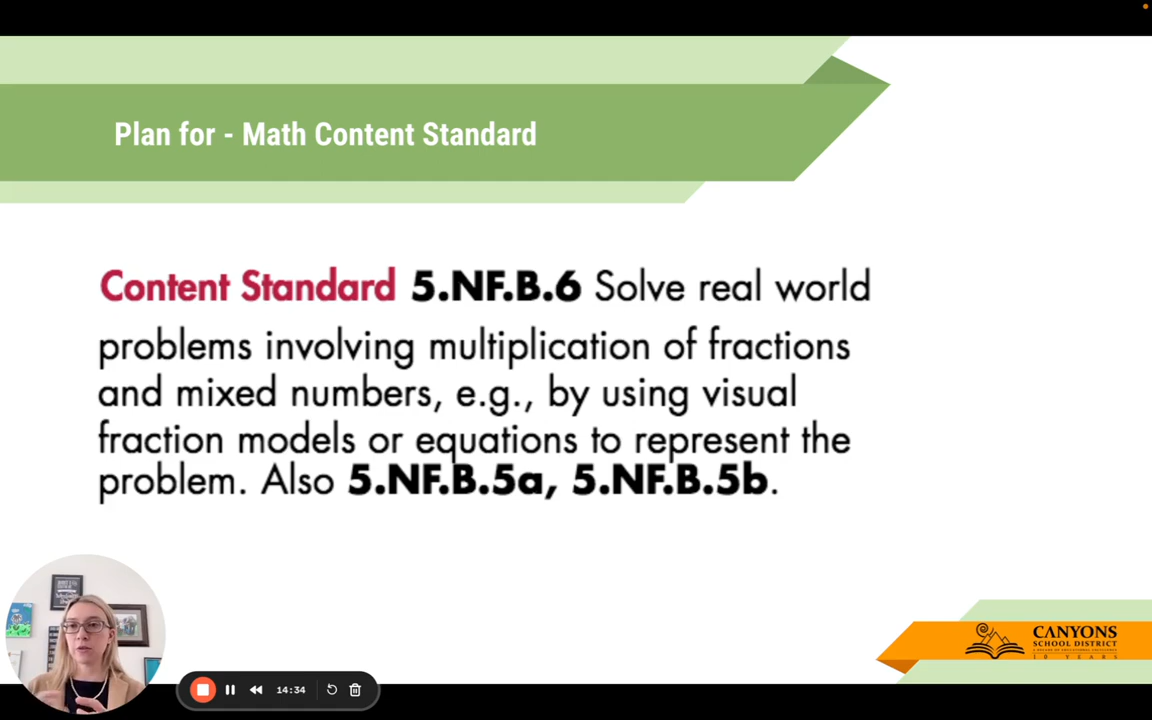 Plan for - Math Content Standard
Content Standard 5.NF.B.6 Solve real world
problems involving multiplication of fractions
and mixed numbers, e.g., by using visual
fraction models or equations to represent the
problem. Also 5.NF.B.5a, 5.NF.B.5b.
CANYONS
SCHOOL DISTRICT
10 YEARS
14:34